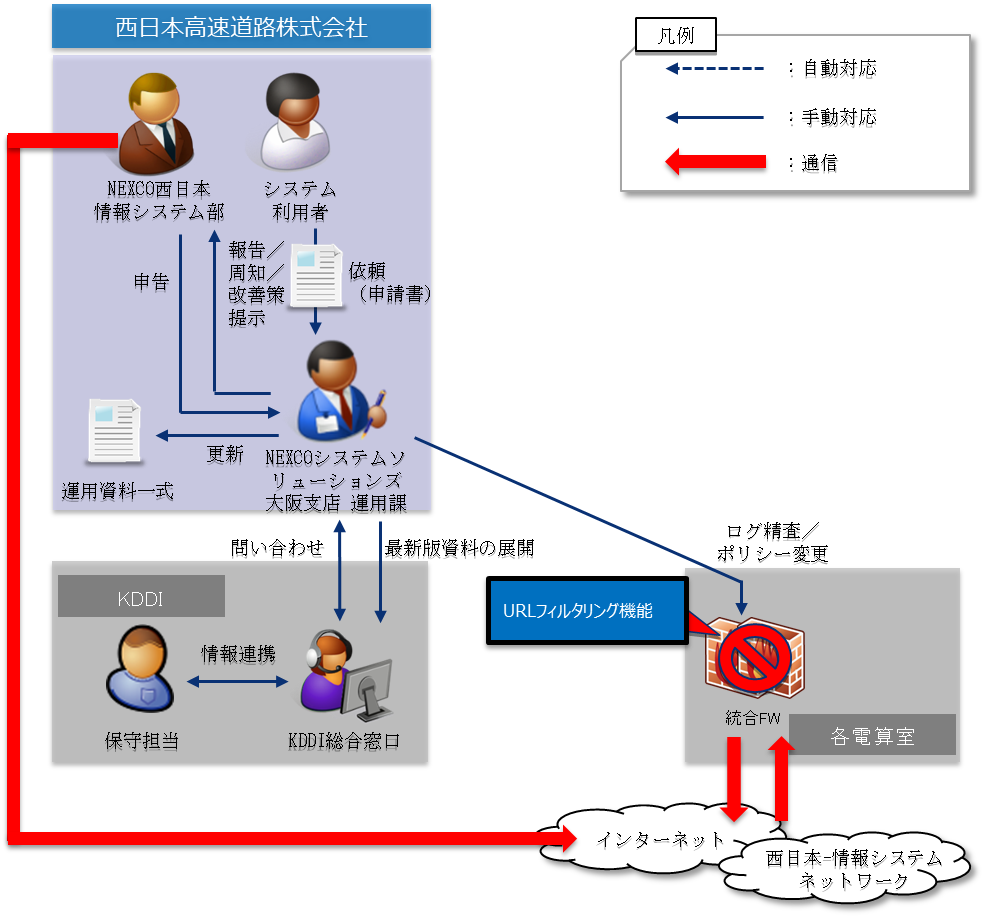 西日本高速道路株式会社
凡例
：自動対応
：手動対応
：通信
NEXCO西日本
情報システム部
システム
利用者
申告
報告／
周知／
改善策
提示
依頼
（申請書）
更新
運用資料一式
NEXCOシステムソ
リューションズ
大阪支店 運用課
問い合わせ
最新版資料の展開
ログ精査／
ポリシー変更
KDDI
情報連携
保守担当
KDDI総合窓口
URLフィルタリング機能
統合FW
各電算室
インターネット
西日本-情報システム
ネットワーク